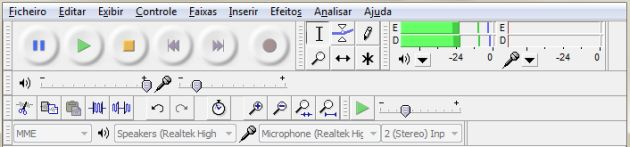 Ficheiro Editar Exibir Controle Faixas Inserir Efeitos Analisar Ajuda
E E
D -24 0 D -24 0
MME Speakers (Realtek High Microphone (Realtek Hig 2 (Stereo) Inp